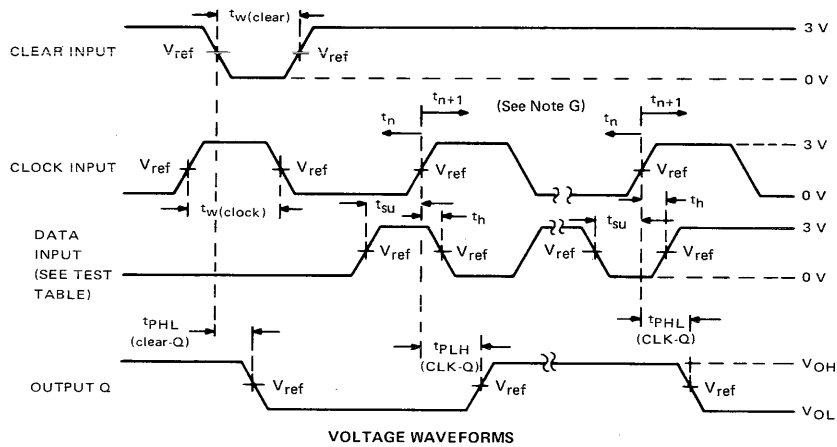 tw(clear)
CLEAR INPUT
Vref
Vref
3 V
0 V
tn
tn+1
(See Note G)
tn
tn+1
CLOCK INPUT
Vref
Vref
Vref
Vref
3 V
0 V
tw(clock)
tsu
th
tsu
th
DATA
INPUT
(SEE TEST
TABLE)
Vref
Vref
Vref
Vref
3 V
0 V
tPHL
(clear-Q)
tPLH
(CLK-Q)
tPHL
(CLK-Q)
OUTPUT Q
Vref
Vref
Vref
VOH
VOL
VOLTAGE WAVEFORMS